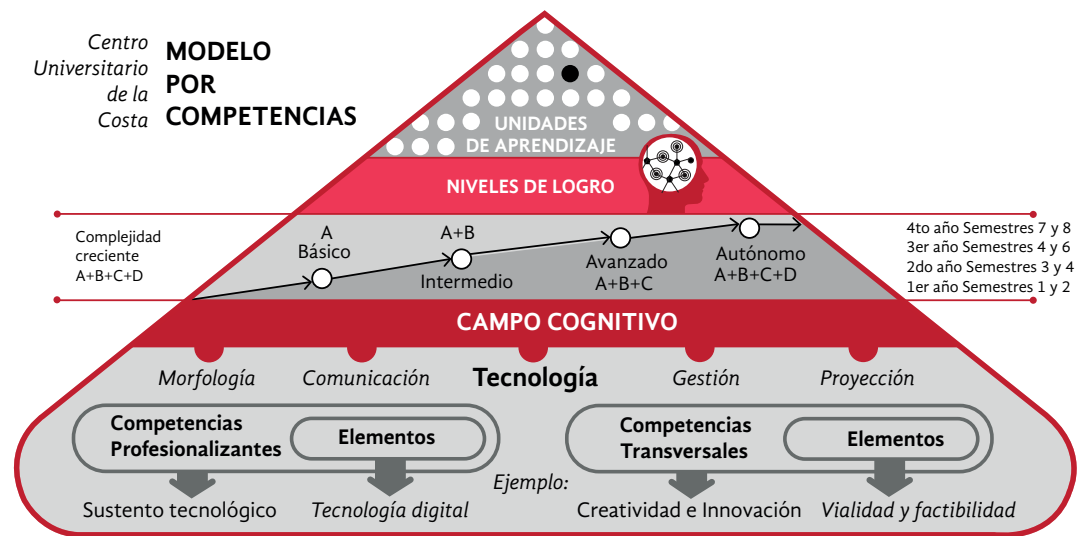 Centro
Universitario
de la
Costa
MODELO
POR
COMPETENCIAS
UNIDADES
DE APRENDIZAJE
NIVELES DE LOGRO
Complejidad
creciente
A+B+C+D
A
Básico
A+B
Intermedio
Avanzado
A+B+C
Autónomo
A+B+C+D
4to año Semestres 7 y 8
3er año Semestres 4 y 6
2do año Semestres 3 y 4
1er año Semestres 1 y 2
CAMPO COGNITIVO
Morfología
Comunicación
Tecnología
Gestión
Proyección
Competencias
Profesionalizantes
Elementos
Competencias
Transversales
Elementos
Ejemplo:
Sustento tecnológico
Tecnología digital
Creatividad e Innovación
Vialidad y factibilidad